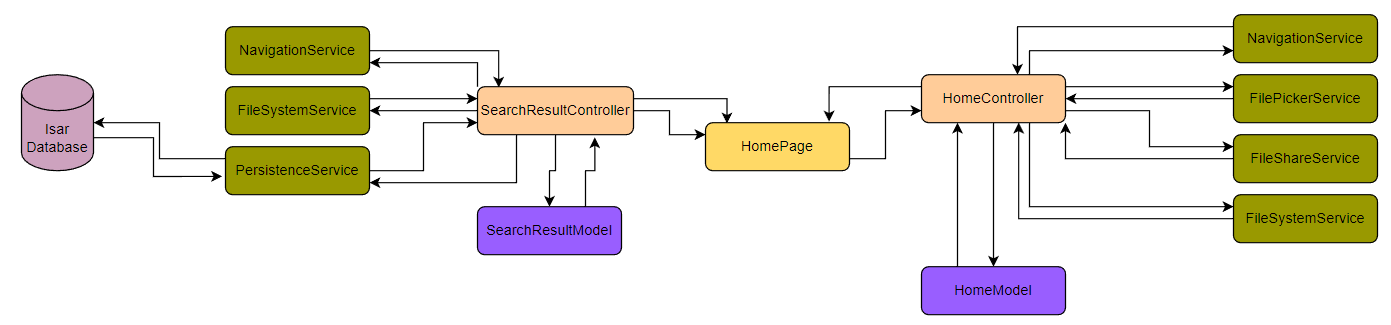 NavigationService
FileSystemService
PersistenceService
Isar
Database
SearchResultController
SearchResultModel
HomePage
HomeController
HomeModel
NavigationService
FilePickerService
FileShareService
FileSystemService